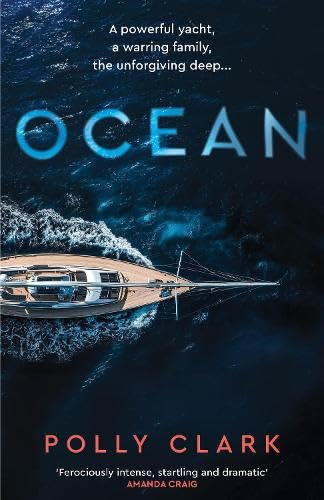 A powerful yacht,
a warring family,
the unforgiving deep...
OCEAN
POLLY CLARK
‘Ferociously intense, startling and dramatic’
AMANDA CRAIG